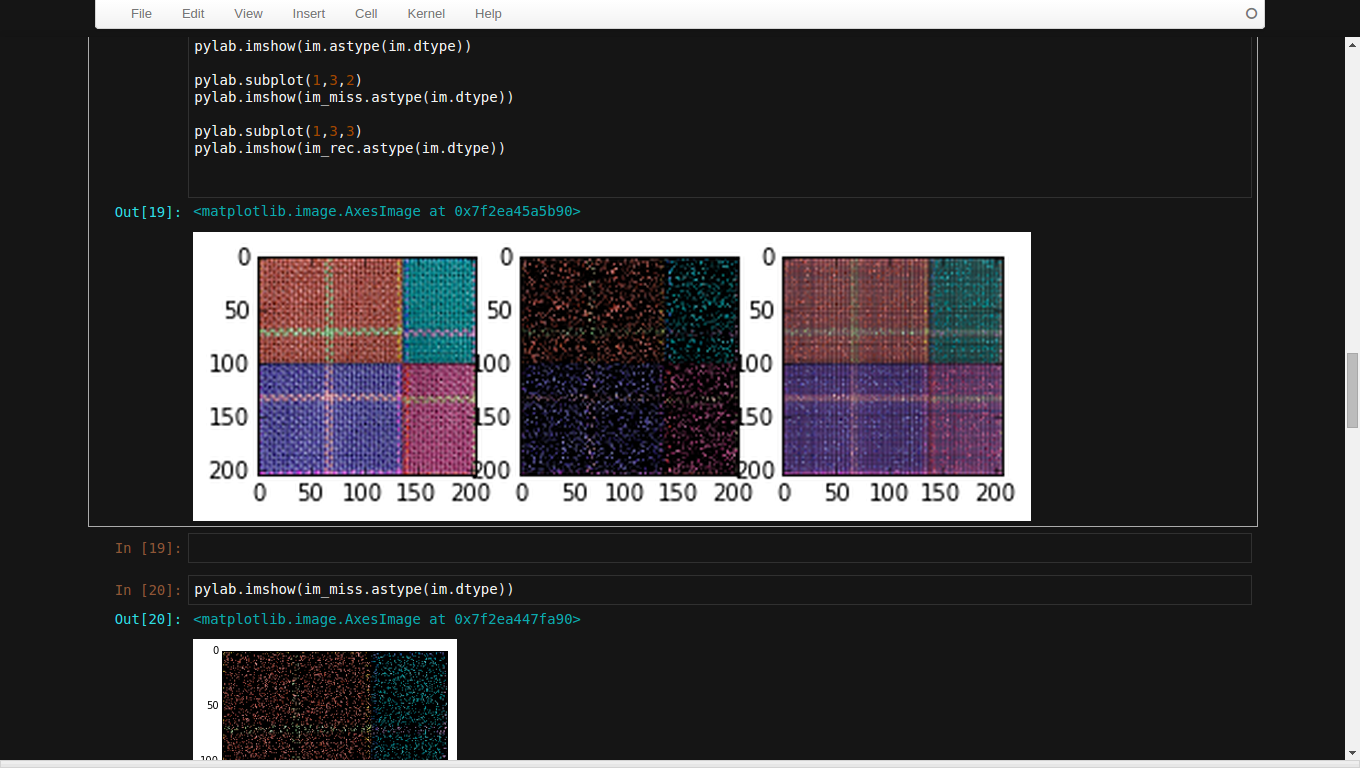 File Edit View Insert Cell Kernel Help
pylab.imshow(im.astype(im.dtype))
pylab.subplot(1,3,2)
pylab.imshow(im_miss.astype(im.dtype))
pylab.subplot(1,3,3)
pylab.imshow(im_rec.astype(im.dtype))
Out[19]: <matplotlib.image.AxesImage at 0x7f2ea45a5b90>
0 0 0
50 50 50
100 100 100
150 150 150
200 200 200
0 50 100 150 200 0 50 100 150 200 0 50 100 150 200
In [19]:
In [20]: pylab.imshow(im_miss.astype(im.dtype))
Out[20]: <matplotlib.image.AxesImage at 0x7f2ea447fa90>
0
50
100